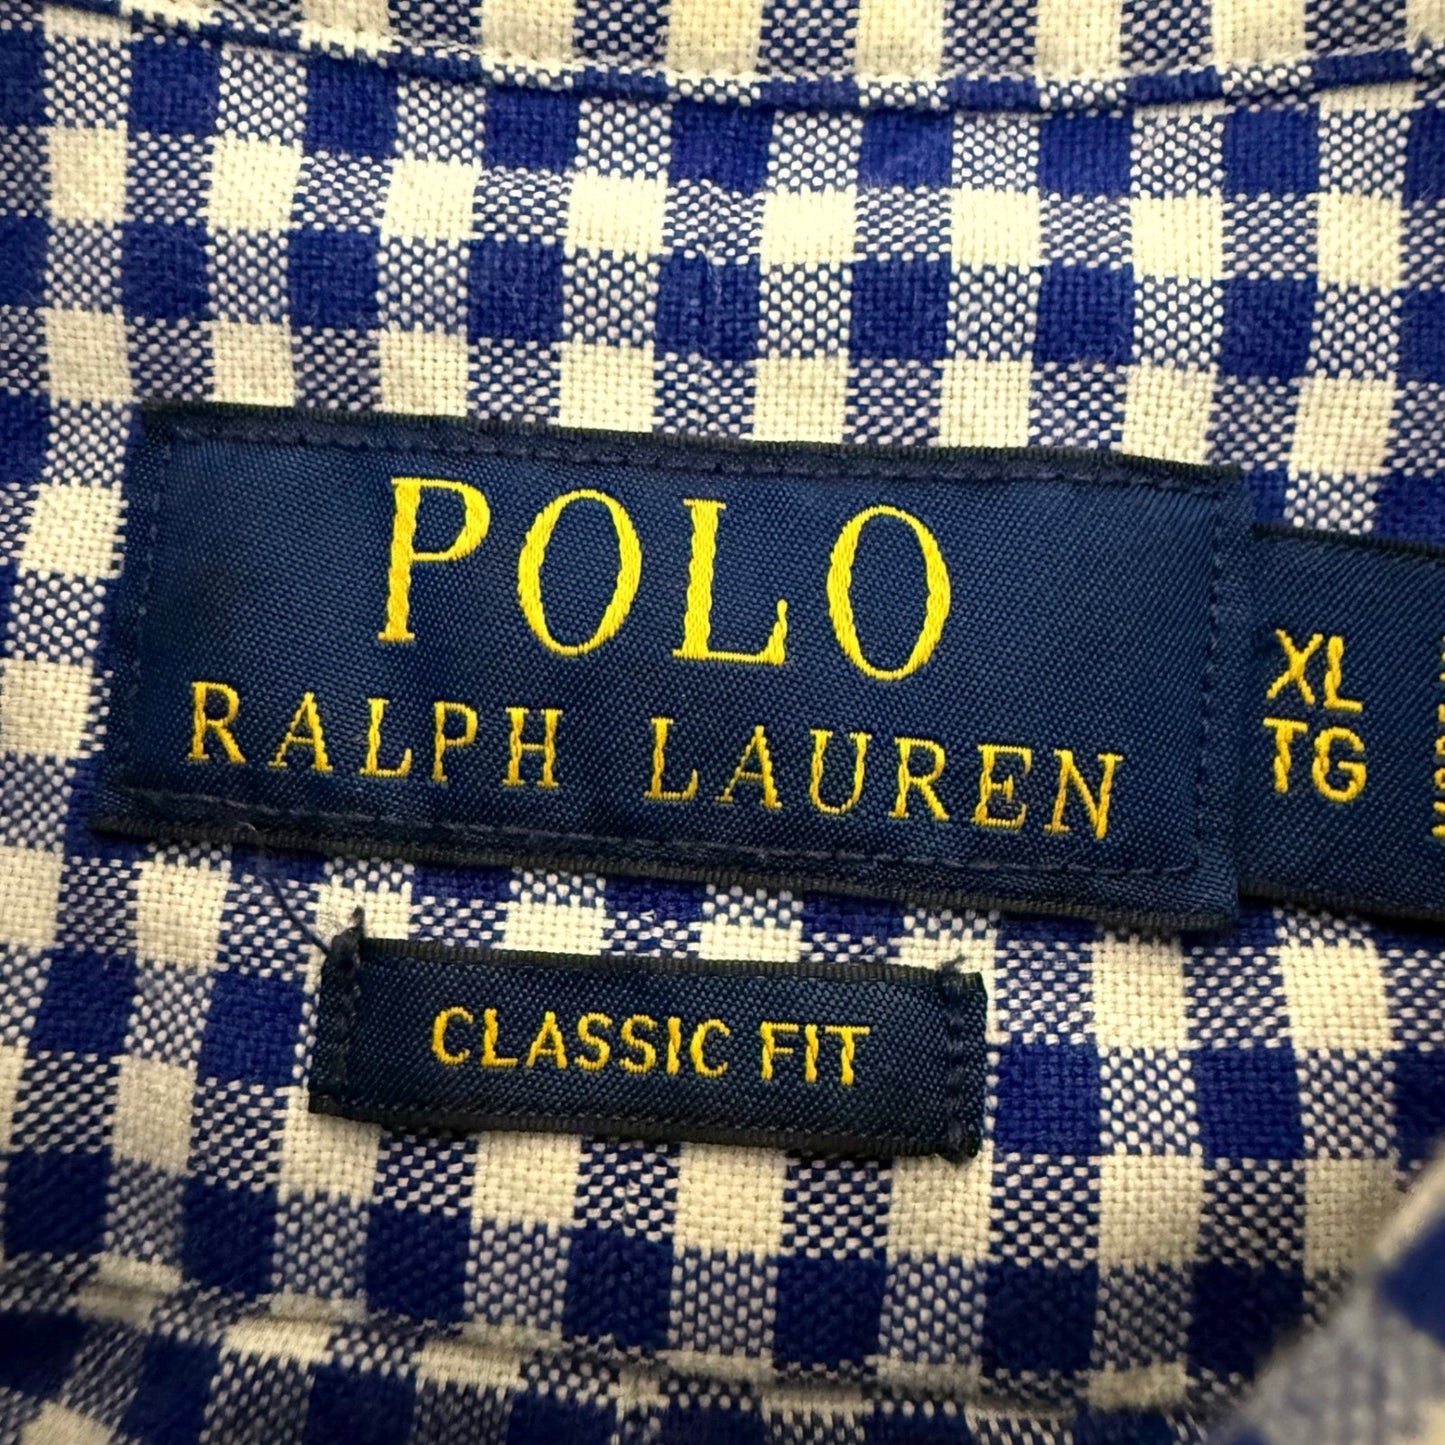 POLO
RALPH LAUREN
XL
TG
CLASSIC FIT